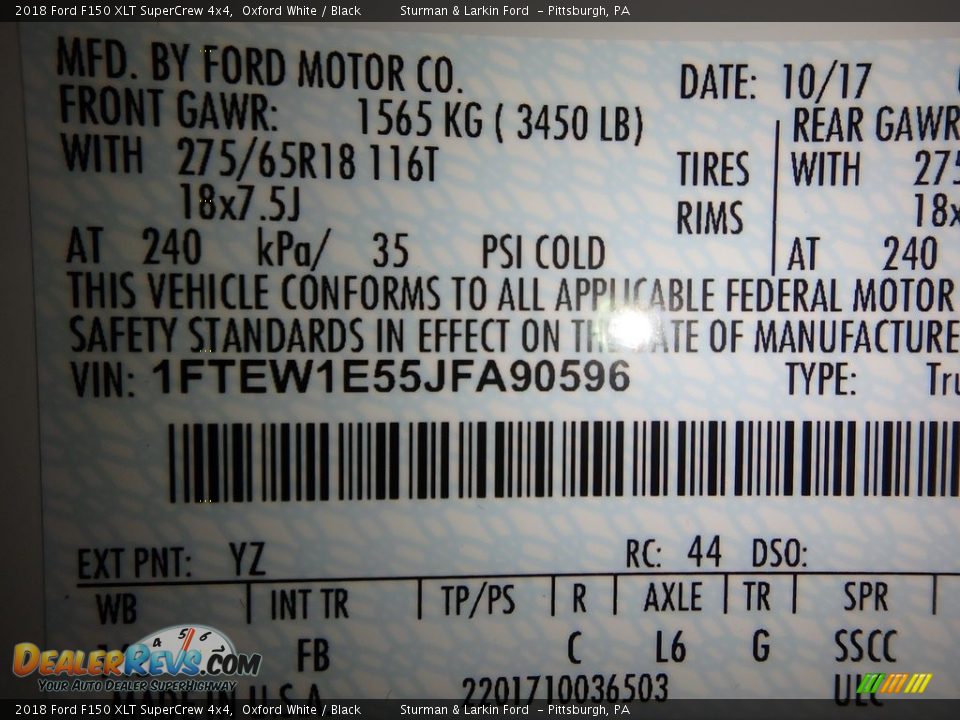 2018 Ford F150 XLT SuperCrew 4x4, Oxford White / Black Sturman & Larkin Ford - Pittsburgh, PA
MFD. BY FORD MOTOR CO.
DATE: 10/17
FRONT GAWR: 1565 KG ( 3450 LB)
REAR GAWR
WITH 275/65R18 116T TIRES
WITH 275
18x7.5J RIMS
18x
AT 240 kPa/ 35 PSI COLD
AT 240
THIS VEHICLE CONFORMS TO ALL APPLICABLE FEDERAL MOTOR
SAFETY STANDARDS IN EFFECT ON THE DATE OF MANUFACTURE
VIN: 1FTEW1E55JFA90596 TYPE: Tru
EXT PNT: YZ RC: 44 DSO:
WB INT TR TP/PS R AXLE TR SPR
FB C L6 G SSCC
2201710036503
DealerRevs.com
Your Auto Dealer SuperHighway
2018 Ford F150 XLT SuperCrew 4x4, Oxford White / Black Sturman & Larkin Ford - Pittsburgh, PA